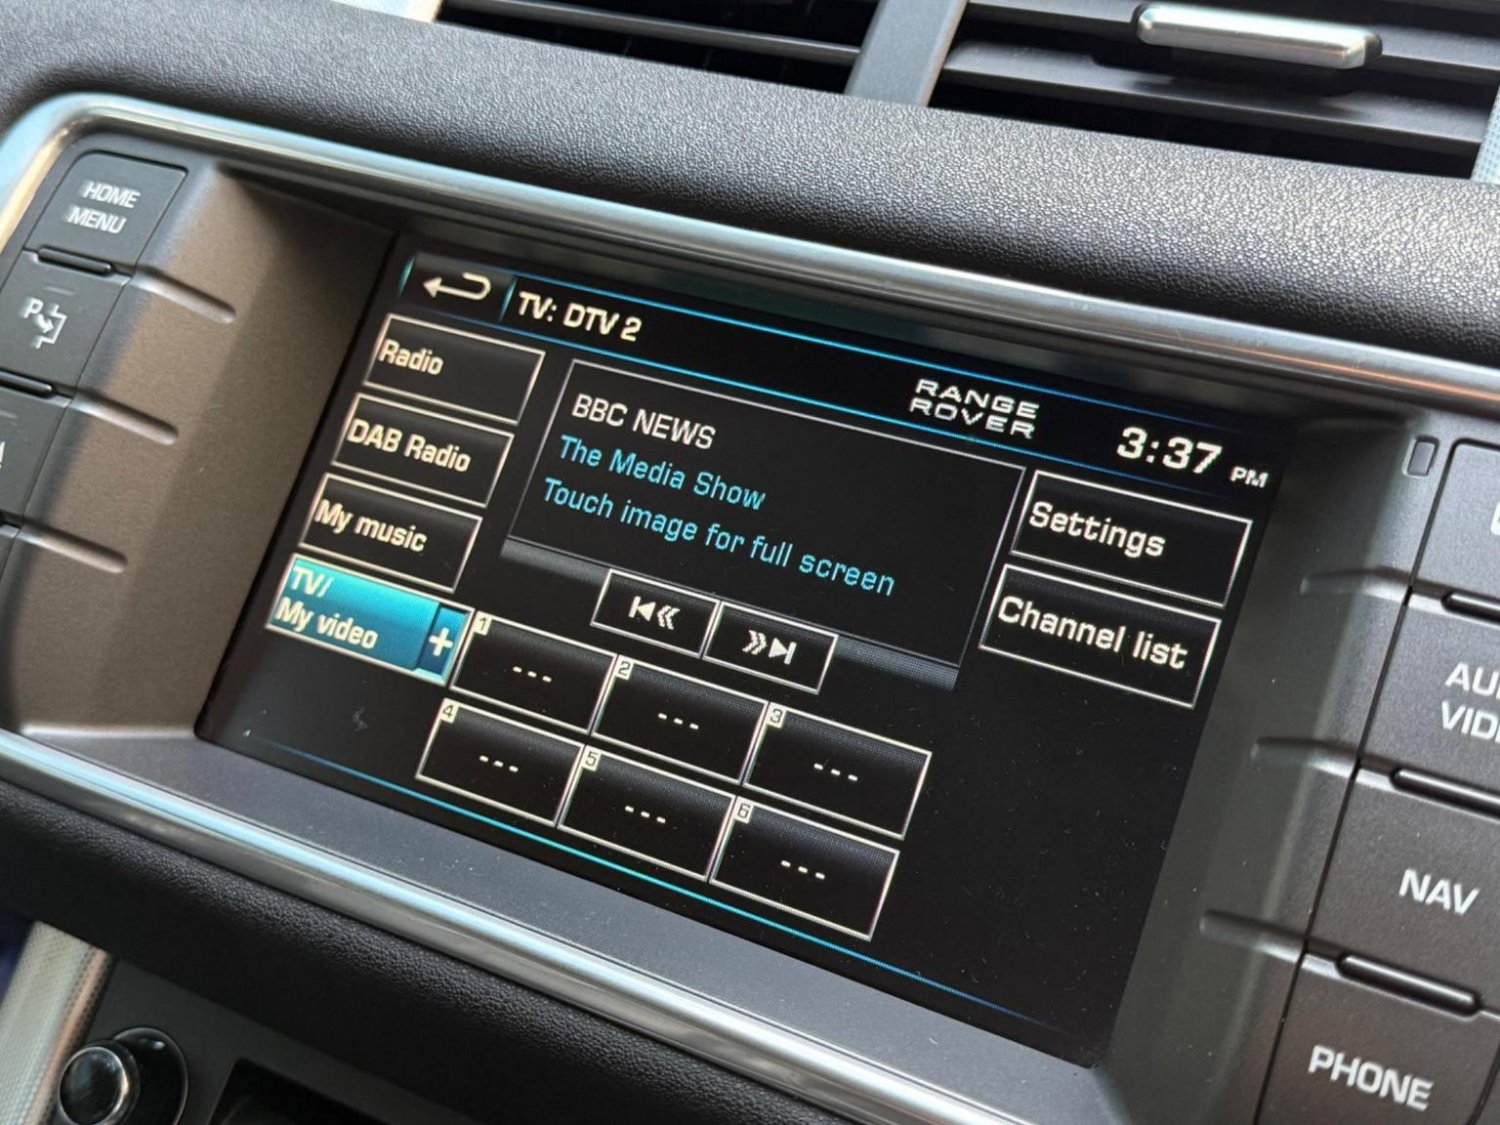 HOME
MENU
P
TV: DTV 2
RANGE
ROVER
3:37 PM
Radio
DAB Radio
My music
TV/
My video
+
BBC NEWS
The Media Show
Touch image for full screen
Settings
Channel list
1
---
2
---
3
---
4
---
5
---
6
---
NAV
PHONE